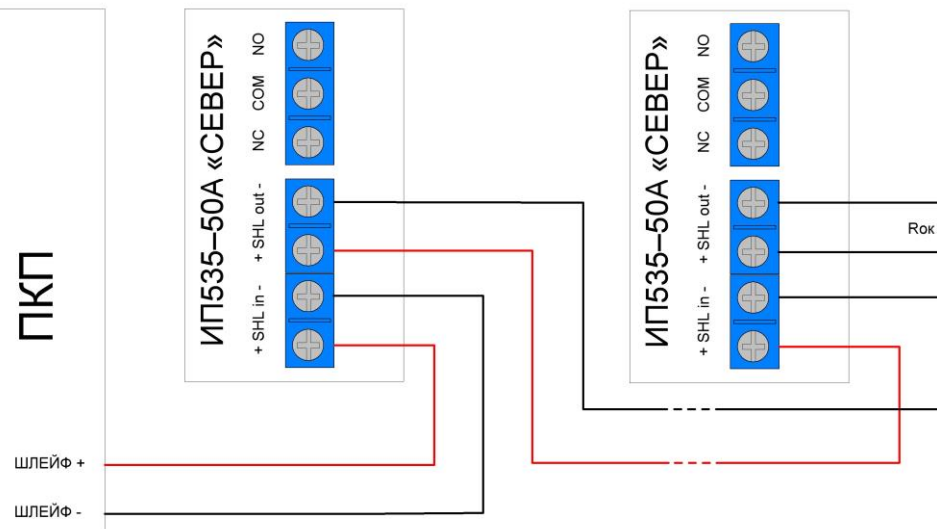 ПКП
ШЛЕЙФ +
ШЛЕЙФ -
ИП535–50А «СЕВЕР»
NO
COM
NC
+ SHL out -
+ SHL in -
ИП535–50А «СЕВЕР»
NO
COM
NC
+ SHL out -
+ SHL in -
Rок